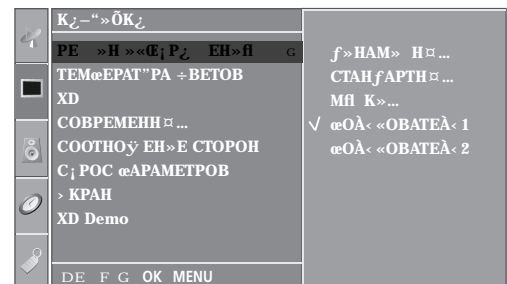 K¿–“»ÕK¿
PE »H »«Œ¡ P¿ EH»fl G
TEMœEPAT”PA ÷BETOB
XD
COBPEMEHH¤...
COOTHOÿ EH»E CTOPOH
C¡ POC œAPAMETPOB
› KPAH
XD Demo
DE F G OK MENU
ƒ»HAM» H¤...
CTAHƒAPTH¤...
Mfl K»...
√ œOÀ‹ «OBATEÀ‹ 1
œOÀ‹ «OBATEÀ‹ 2